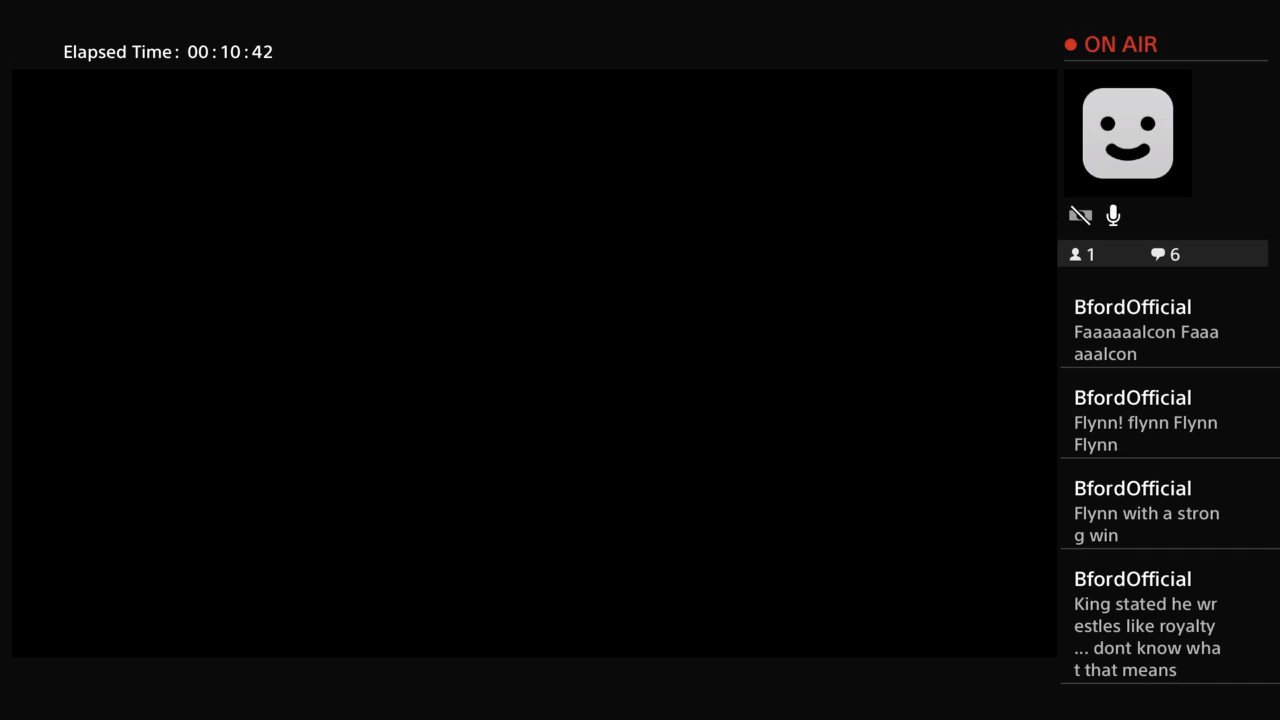 Elapsed Time: 00:10:42
ON AIR
1 6
BfordOfficial
Faaaaaalcon Faaa
aaalcon
BfordOfficial
Flynn! flynn Flynn
Flynn
BfordOfficial
Flynn with a stron
g win
BfordOfficial
King stated he wr
estles like royalty
... dont know wha
t that means